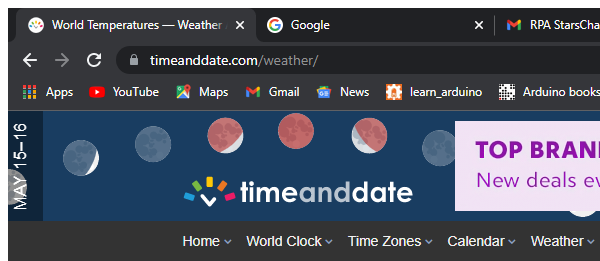 World Temperatures — Weather
Google
RPA StarsCha
timeanddate.com/weather/
Apps
YouTube
Maps
Gmail
News
learn_arduino
Arduino books
MAY 15–16
timeanddate
TOP BRAN
New deals ev
Home
World Clock
Time Zones
Calendar
Weather